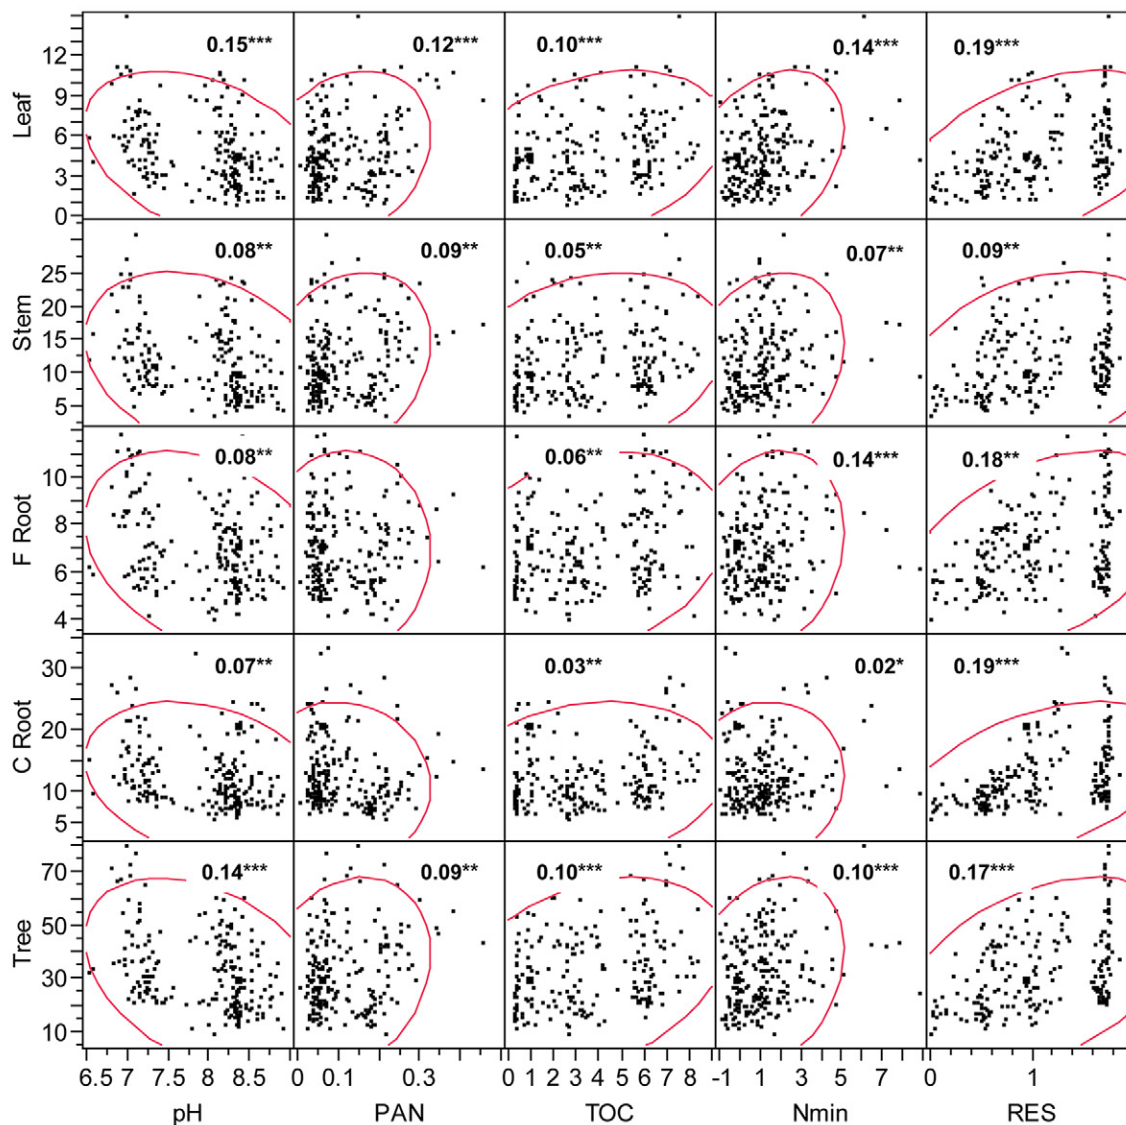 0.15*** 0.12*** 0.10*** 0.14*** 0.19***
12
9
Leaf
6
3
0
0.08** 0.09** 0.05** 0.07** 0.09**
25
20
Stem
15
10
5
0.08** 0.06** 0.14*** 0.18**
10
F Root
8
6
4
0.07** 0.03** 0.02* 0.19***
30
20
C Root
10
5
0.14*** 0.09** 0.10*** 0.10*** 0.17***
70
50
Tree
30
10
6.5 7 7.5 8 8.5 0 0.1 0.3 0 1 2 3 4 5 6 7 8 -1 1 3 5 7 0 1
pH PAN TOC Nmin RES